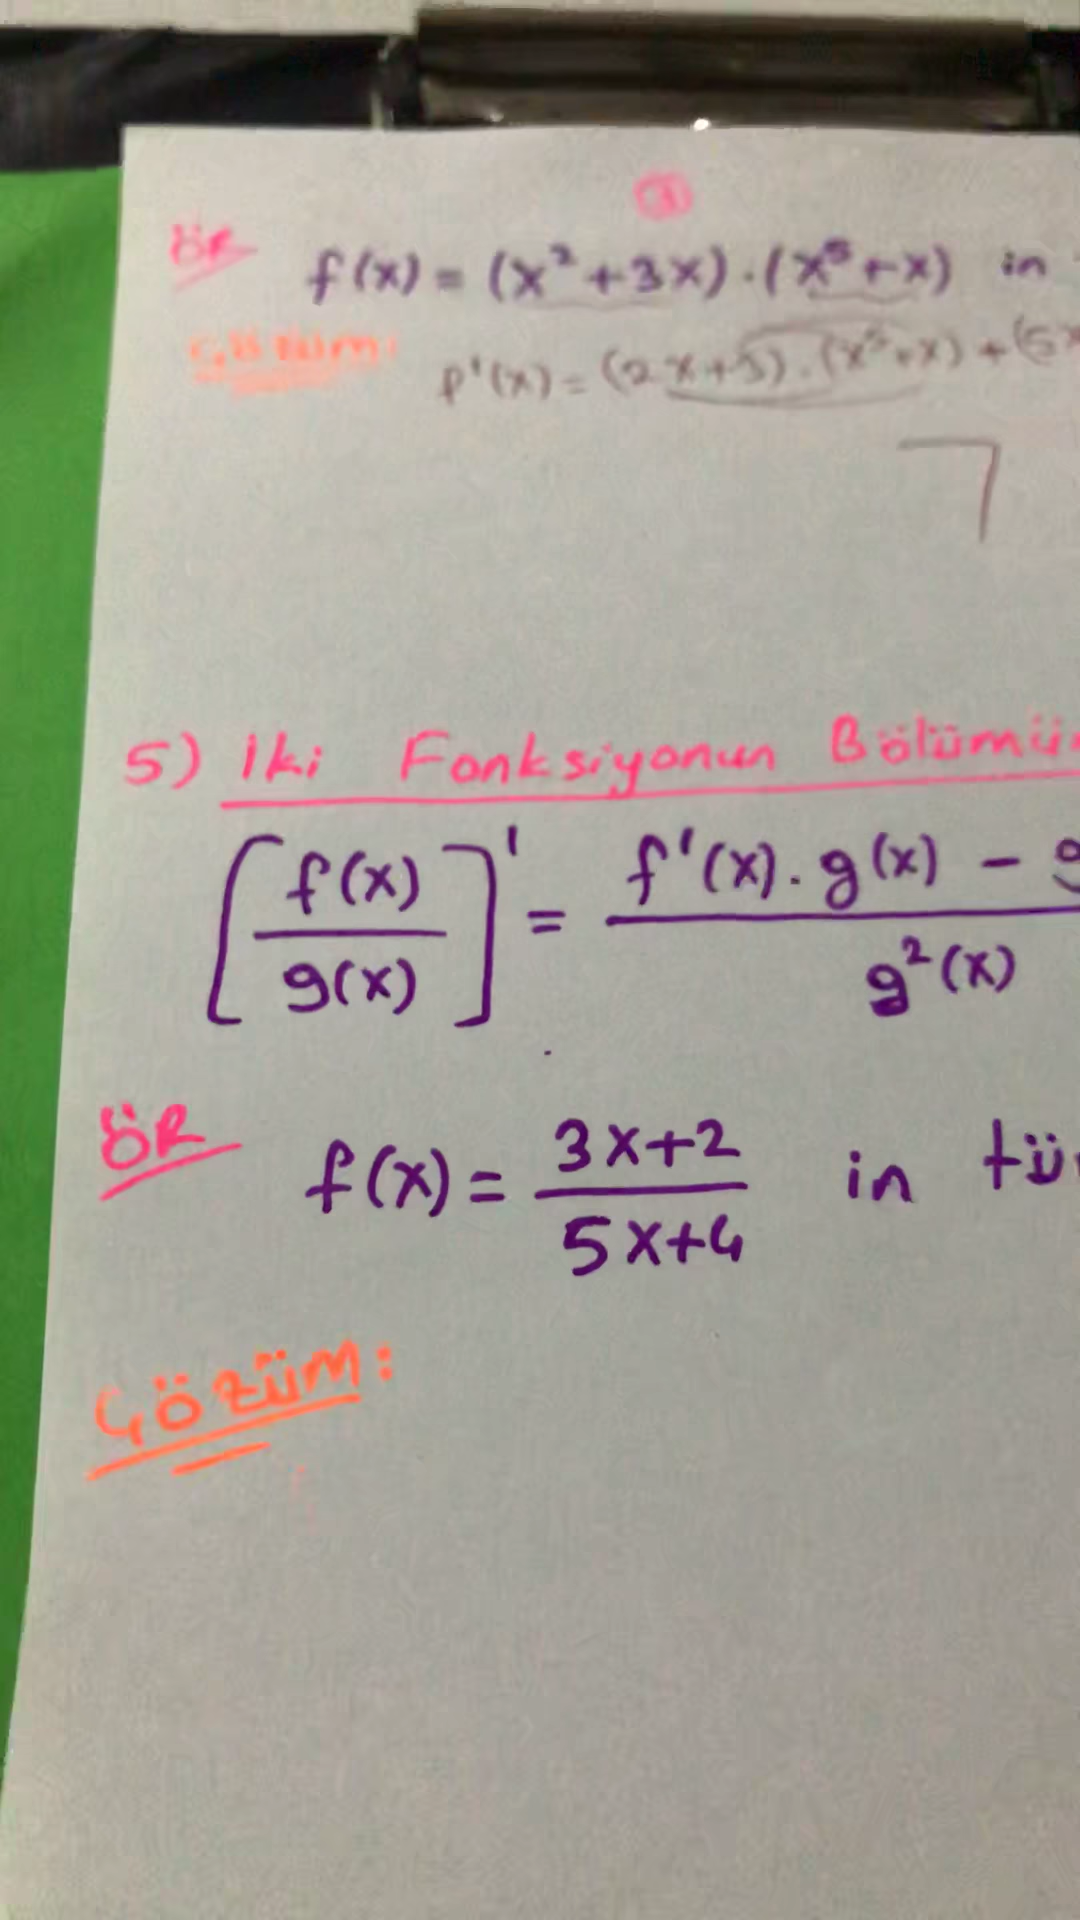 ÖR f(x) = (x² + 3x) . (x⁵ + x) in
Çözüm: f'(x) = (2x+3) . (x⁵+x) + (5x
5) İki Fonksiyonun Bölümü
[f(x)/g(x)]' = f'(x) . g(x) - g / g²(x)
ÖR f(x) = 3x+2 / 5x+4 in tü
Çözüm: